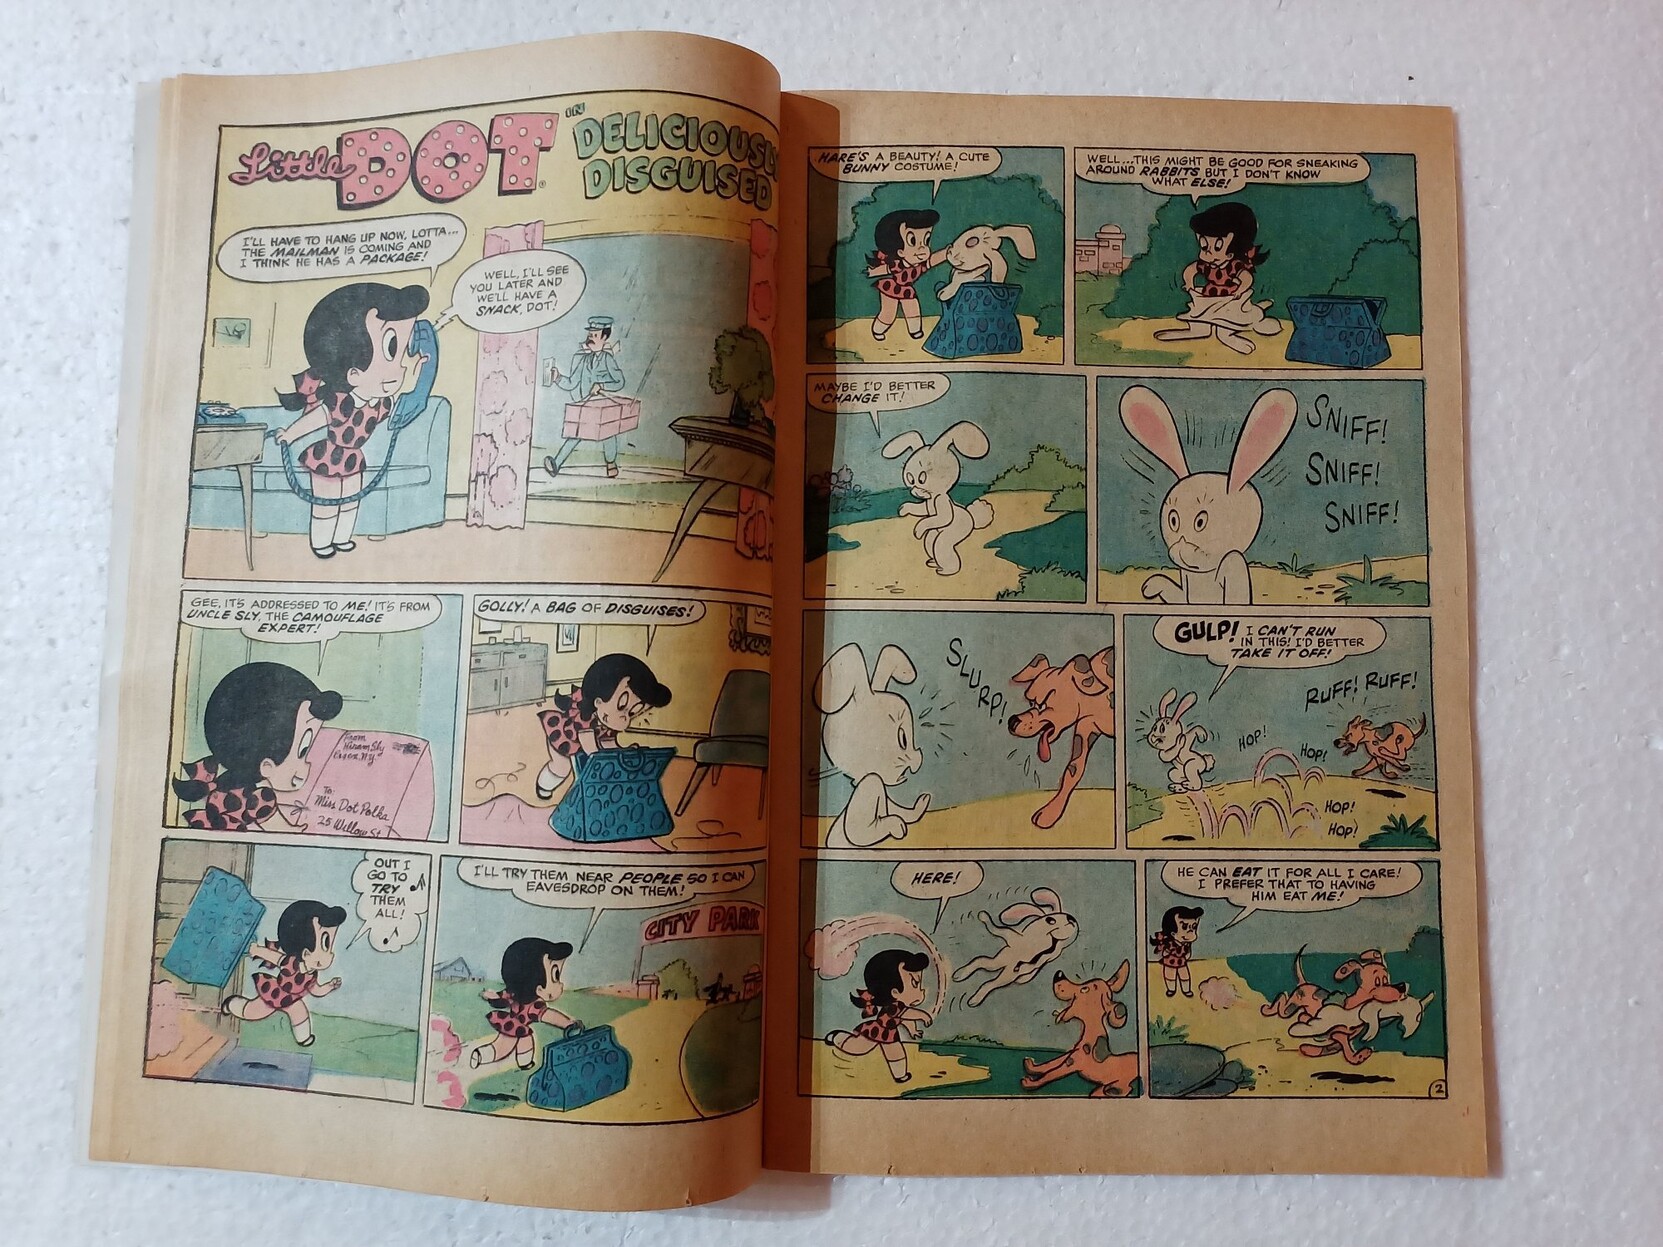 Little DOT
IN
DELICIOUSLY
DISGUISED
I'LL HAVE TO HANG UP NOW, LOTTA...
THE MAILMAN IS COMING AND
I THINK HE HAS A PACKAGE!
WELL, I'LL SEE
YOU LATER AND
WE'LL HAVE A
SNACK, DOT!
GEE, IT'S ADDRESSED TO ME! IT'S FROM
UNCLE SLY, THE CAMOUFLAGE
EXPERT!
From
Hiram Sly
Essex, N.Y.
To:
Miss Dot Polka
25 Willow St
GOLLY! A BAG OF DISGUISES!
OUT I
GO TO
TRY
THEM
ALL!
I'LL TRY THEM NEAR PEOPLE SO I CAN
EAVESDROP ON THEM!
CITY PARK
HARE'S A BEAUTY! A CUTE
BUNNY COSTUME!
WELL...THIS MIGHT BE GOOD FOR SNEAKING
AROUND RABBITS BUT I DON'T KNOW
WHAT ELSE!
MAYBE I'D BETTER
CHANGE IT!
SNIFF!
SNIFF!
SNIFF!
SLURP!
GULP! I CAN'T RUN
IN THIS! I'D BETTER
TAKE IT OFF!
RUFF! RUFF!
HOP!
HOP!
HOP!
HOP!
HERE!
HE CAN EAT IT FOR ALL I CARE!
I PREFER THAT TO HAVING
HIM EAT ME!
2